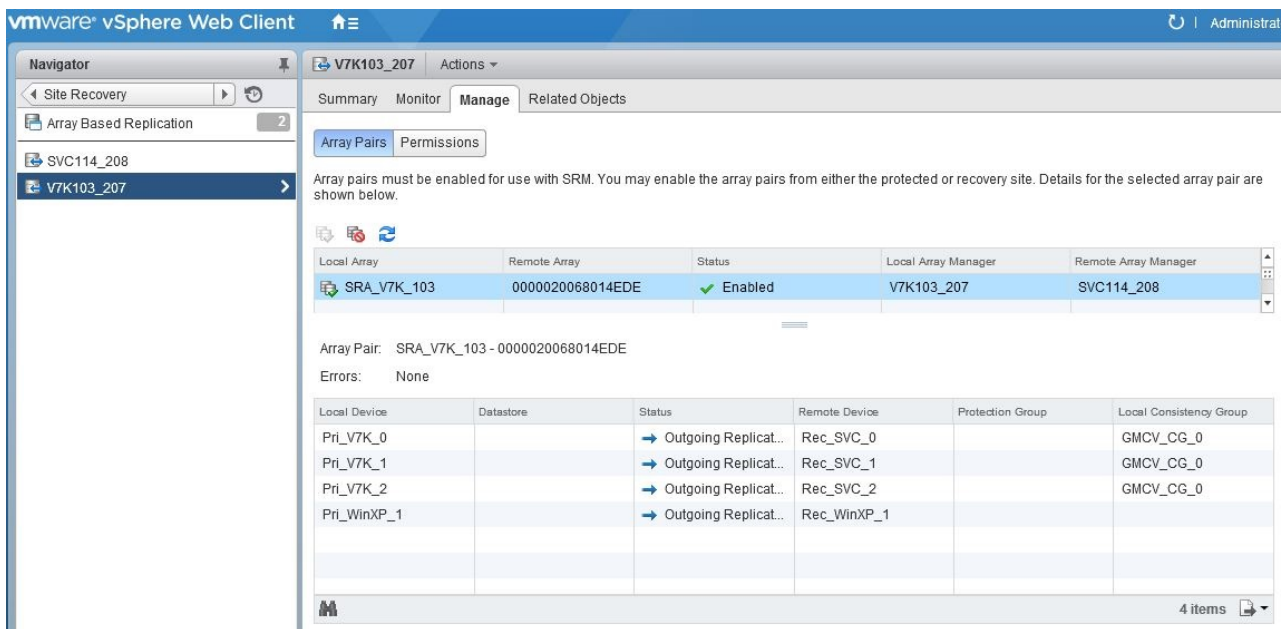 vmware® vSphere Web Client Administrat
Navigator
Site Recovery
Array Based Replication 2
SVC114_208
V7K103_207
V7K103_207 Actions
Summary Monitor Manage Related Objects
Array Pairs Permissions
Array pairs must be enabled for use with SRM. You may enable the array pairs from either the protected or recovery site. Details for the selected array pair are
shown below.
Local Array Remote Array Status Local Array Manager Remote Array Manager
SRA_V7K_103 0000020068014EDE Enabled V7K103_207 SVC114_208
Array Pair: SRA_V7K_103 - 0000020068014EDE
Errors: None
Local Device Datastore Status Remote Device Protection Group Local Consistency Group
Pri_V7K_0 Outgoing Replicat... Rec_SVC_0 GMCV_CG_0
Pri_V7K_1 Outgoing Replicat... Rec_SVC_1 GMCV_CG_0
Pri_V7K_2 Outgoing Replicat... Rec_SVC_2 GMCV_CG_0
Pri_WinXP_1 Outgoing Replicat... Rec_WinXP_1
4 items